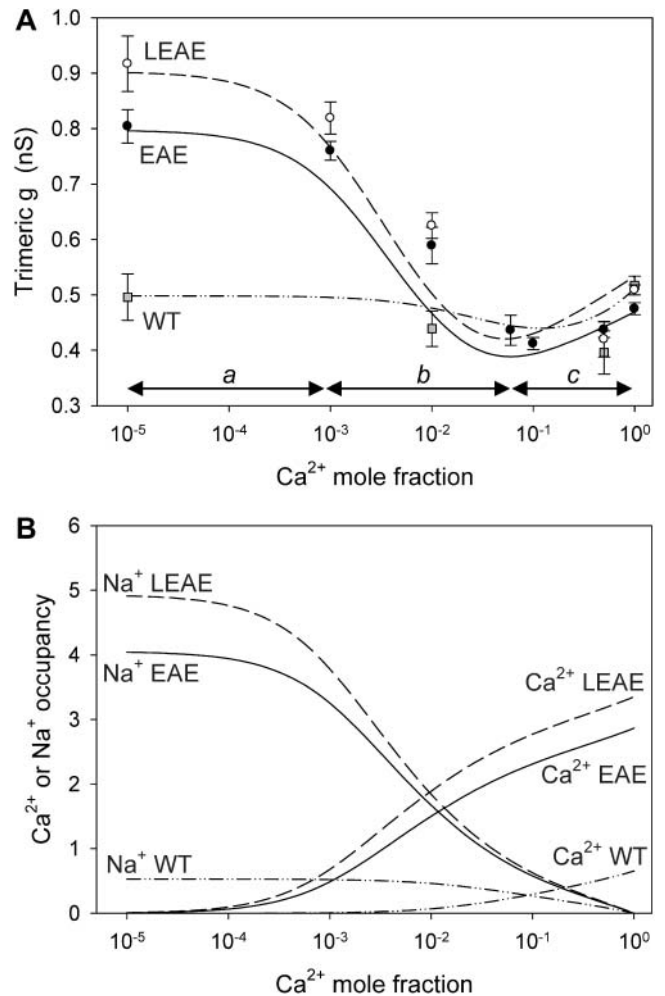 A
LEAE
EAE
WT
Trimeric g (nS)
1.0
0.9
0.8
0.7
0.6
0.5
0.4
0.3
a b c
10⁻⁵ 10⁻⁴ 10⁻³ 10⁻² 10⁻¹ 10⁰
Ca²⁺ mole fraction
B
Na⁺ LEAE
Na⁺ EAE
Na⁺ WT
Ca²⁺ LEAE
Ca²⁺ EAE
Ca²⁺ WT
Ca²⁺ or Na⁺ occupancy
6
5
4
3
2
1
0
10⁻⁵ 10⁻⁴ 10⁻³ 10⁻² 10⁻¹ 10⁰
Ca²⁺ mole fraction